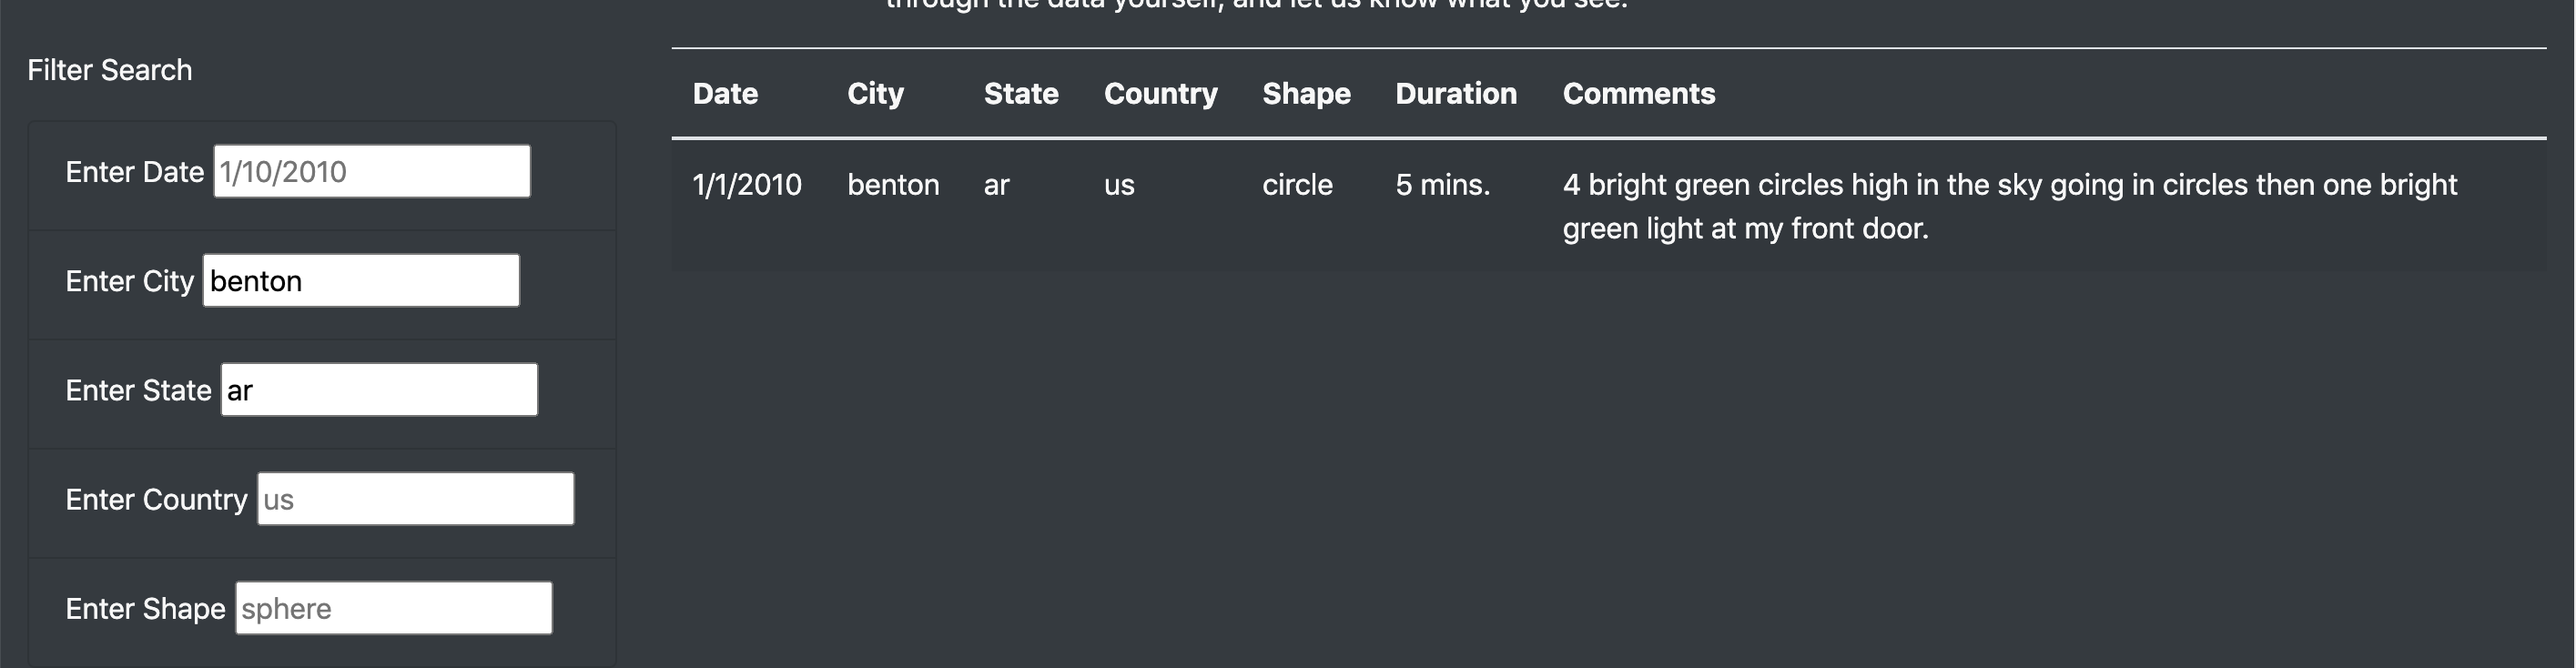 through the data yourself, and let us know what you see.
Filter Search
Enter Date 1/10/2010
Enter City benton
Enter State ar
Enter Country us
Enter Shape sphere
Date City State Country Shape Duration Comments
1/1/2010 benton ar us circle 5 mins. 4 bright green circles high in the sky going in circles then one bright
green light at my front door.